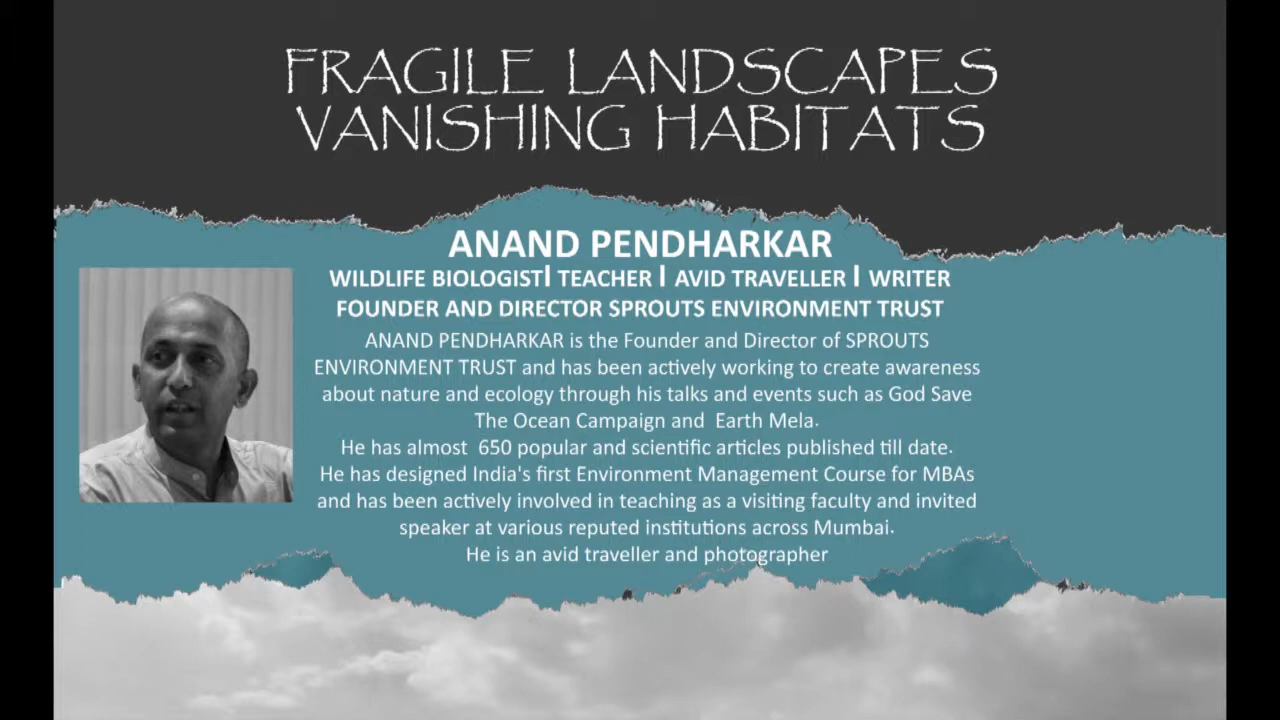 FRAGILE LANDSCAPES
VANISHING HABITATS
ANAND PENDHARKAR
WILDLIFE BIOLOGIST| TEACHER | AVID TRAVELLER | WRITER
FOUNDER AND DIRECTOR SPROUTS ENVIRONMENT TRUST
ANAND PENDHARKAR is the Founder and Director of SPROUTS
ENVIRONMENT TRUST and has been actively working to create awareness
about nature and ecology through his talks and events such as God Save
The Ocean Campaign and Earth Mela.
He has almost 650 popular and scientific articles published till date.
He has designed India's first Environment Management Course for MBAs
and has been actively involved in teaching as a visiting faculty and invited
speaker at various reputed institutions across Mumbai.
He is an avid traveller and photographer